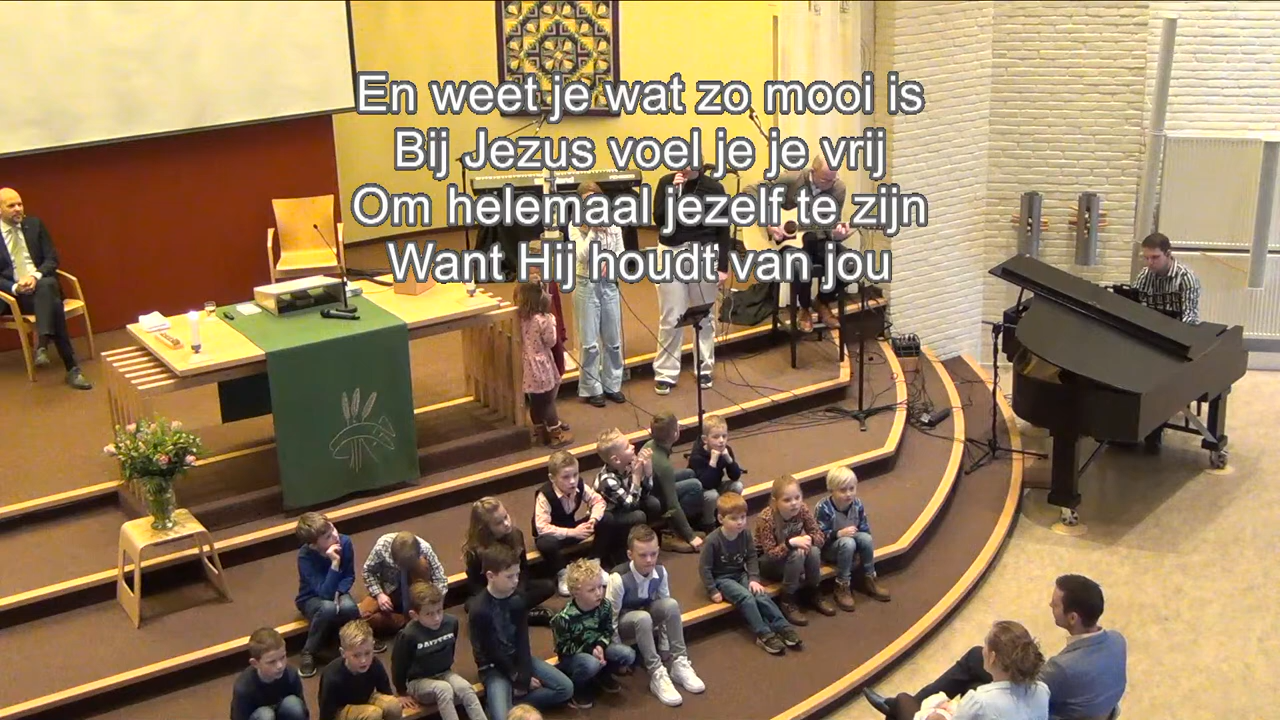 En weet je wat zo mooi is
Bij Jezus voel je je vrij
Om helemaal jezelf te zijn
Want Hij houdt van jou